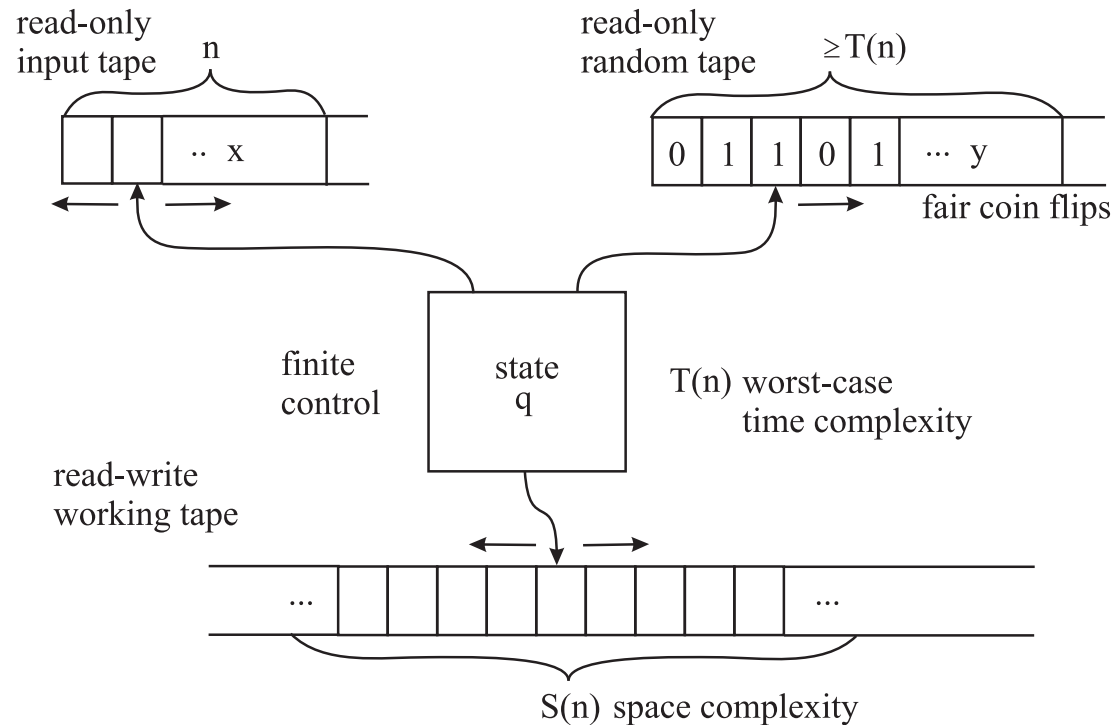 read-only
input tape
n
.. x
read-only
random tape
≥T(n)
0 1 1 0 1 ... y
fair coin flips
finite
control
state
q
T(n) worst-case
time complexity
read-write
working tape
... ...
S(n) space complexity